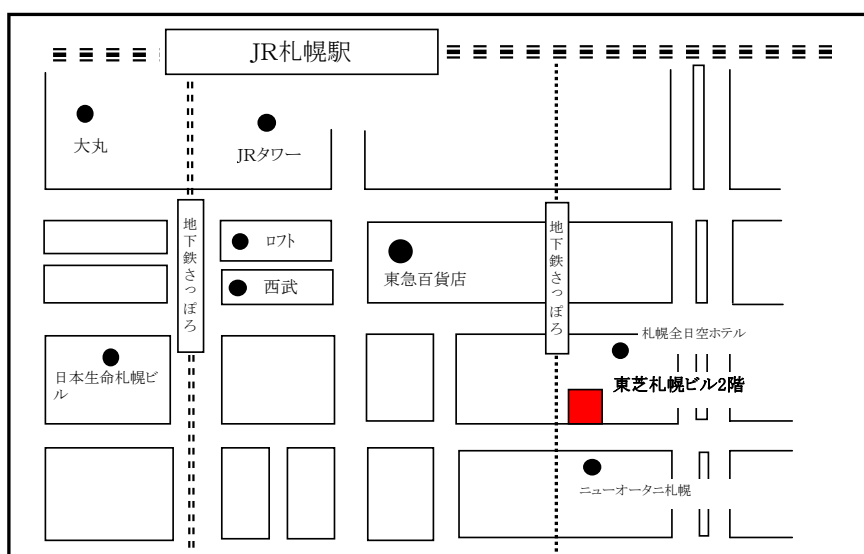 JR札幌駅
大丸
JRタワー
地下鉄さっぽろ
ロフト
西武
東急百貨店
地下鉄さっぽろ
札幌全日空ホテル
東芝札幌ビル2階
日本生命札幌ビ
ル
ニューオータニ札幌